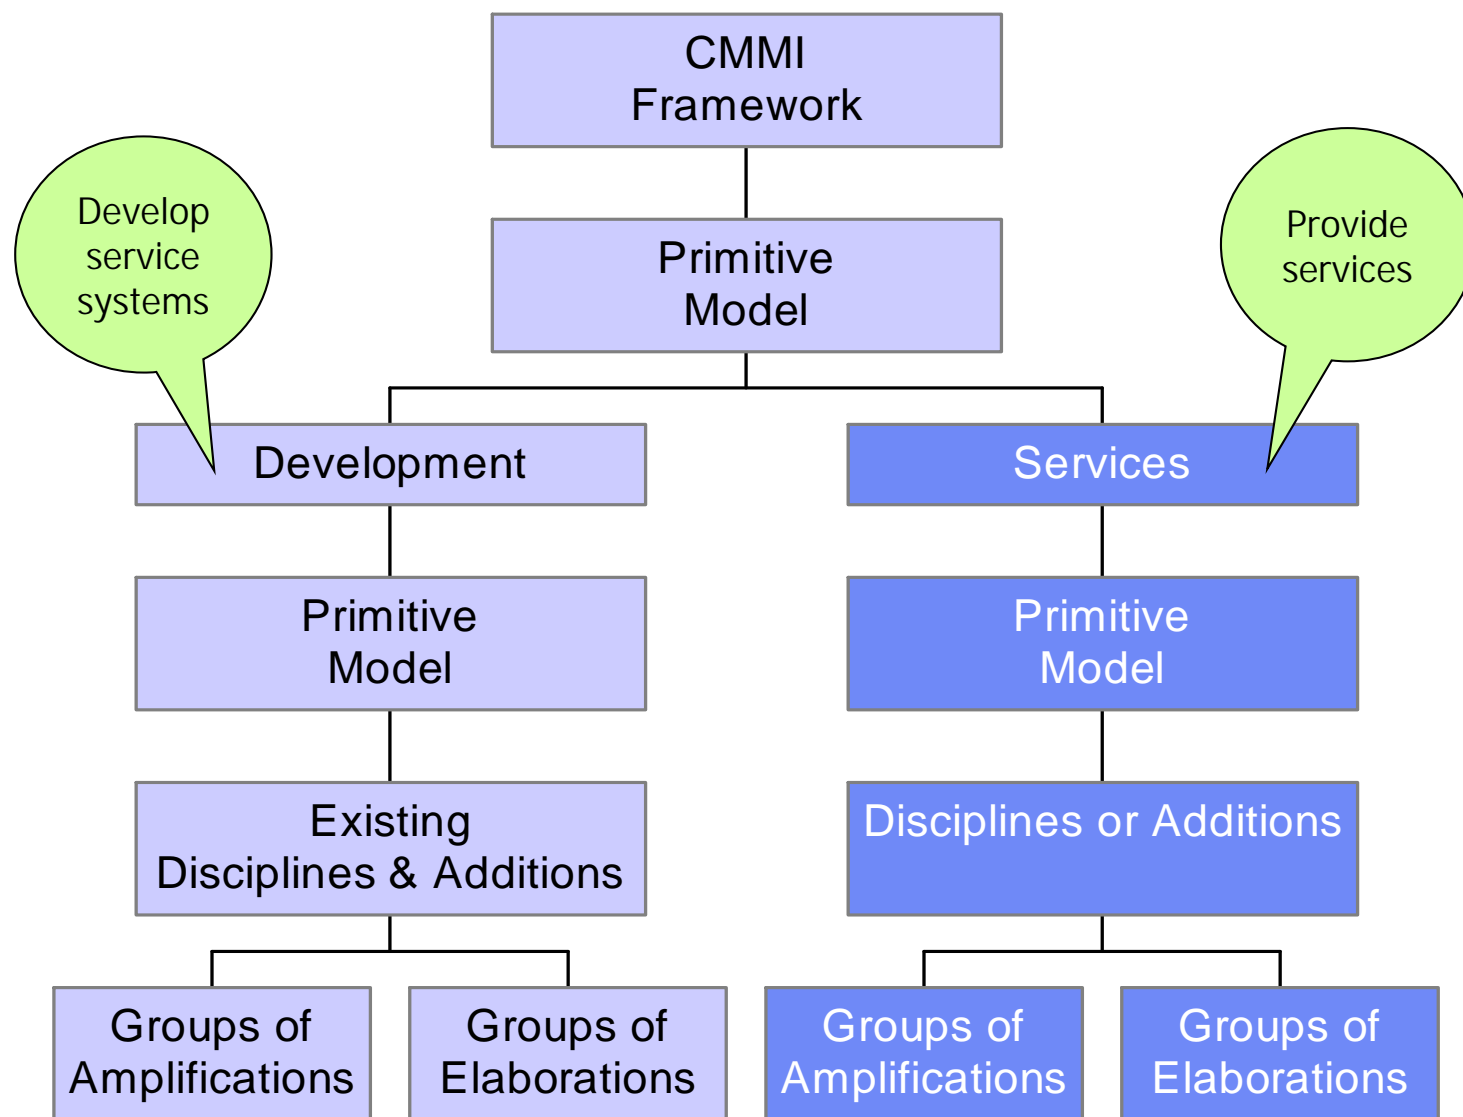 CMMI
Framework
Develop
service
systems
Provide
services
Primitive
Model
Development
Services
Primitive
Model
Primitive
Model
Existing
Disciplines & Additions
Disciplines or Additions
Groups of
Amplifications
Groups of
Elaborations
Groups of
Amplifications
Groups of
Elaborations